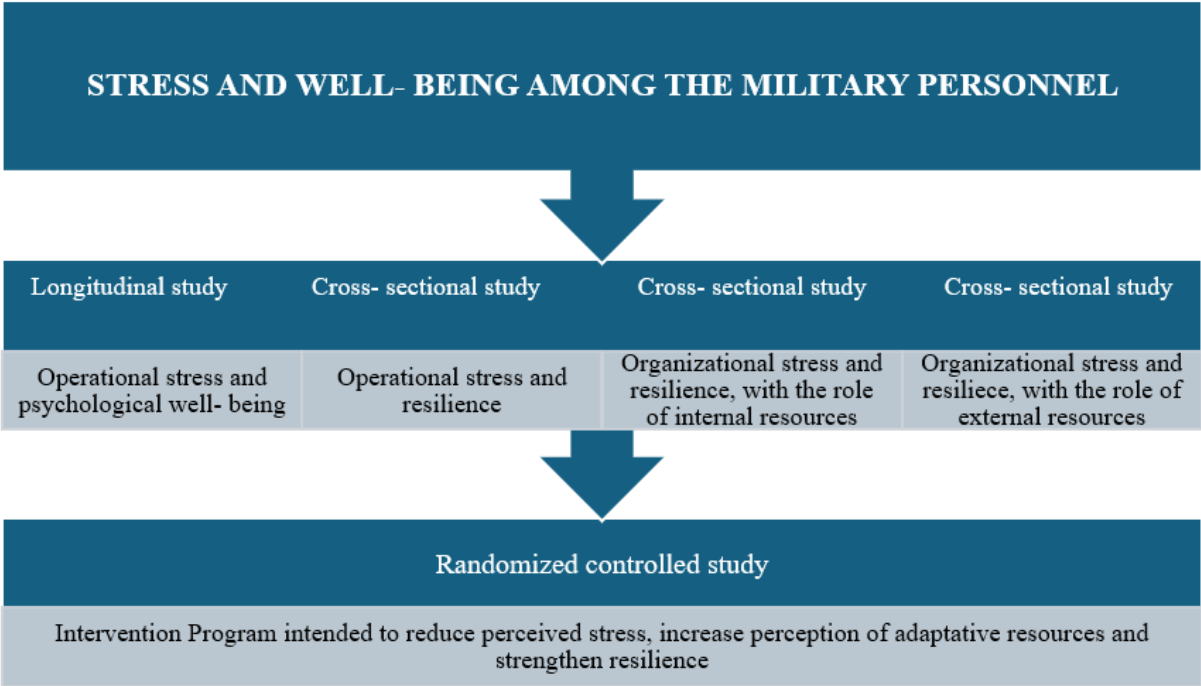 STRESS AND WELL- BEING AMONG THE MILITARY PERSONNEL
Longitudinal study
Operational stress and
psychological well- being
Cross- sectional study
Operational stress and
resilience
Cross- sectional study
Organizational stress and
resilience, with the role
of internal resources
Cross- sectional study
Organizational stress and
resiliece, with the role of
external resources
Randomized controlled study
Intervention Program intended to reduce perceived stress, increase perception of adaptative resources and
strengthen resilience